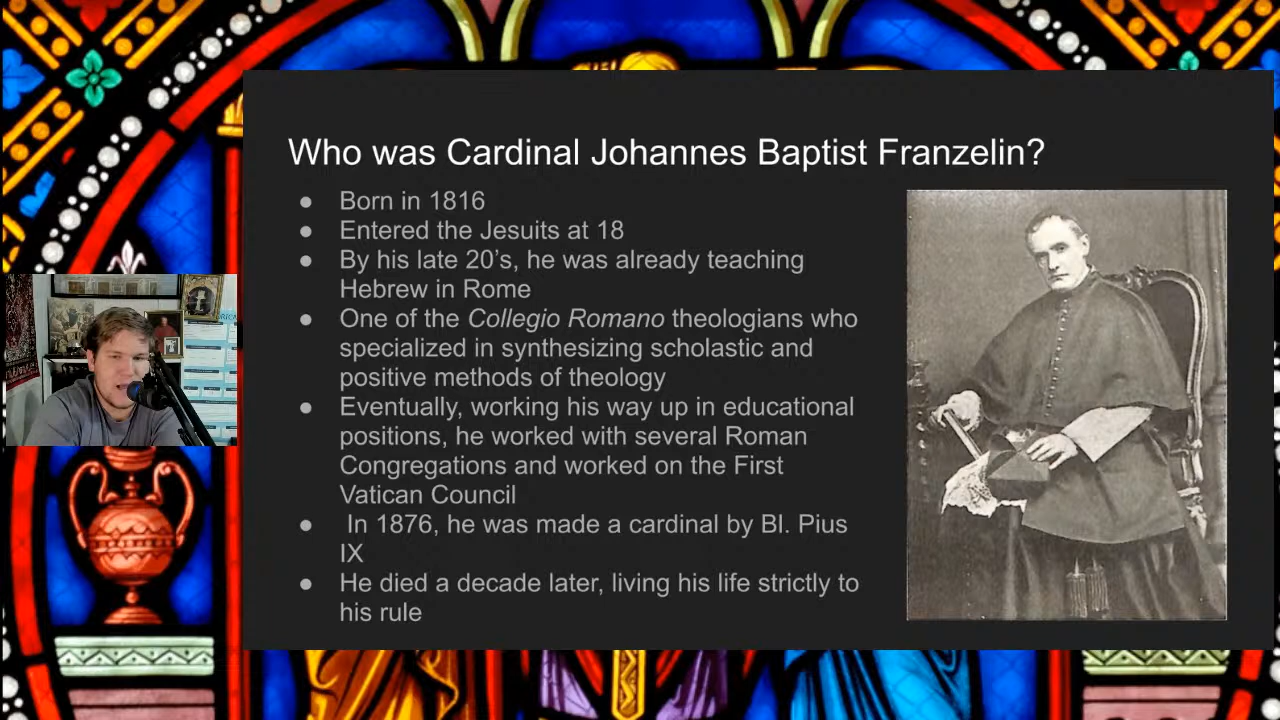 Who was Cardinal Johannes Baptist Franzelin?
● Born in 1816
● Entered the Jesuits at 18
● By his late 20's, he was already teaching
Hebrew in Rome
● One of the Collegio Romano theologians who
specialized in synthesizing scholastic and
positive methods of theology
● Eventually, working his way up in educational
positions, he worked with several Roman
Congregations and worked on the First
Vatican Council
● In 1876, he was made a cardinal by Bl. Pius
IX
● He died a decade later, living his life strictly to
his rule